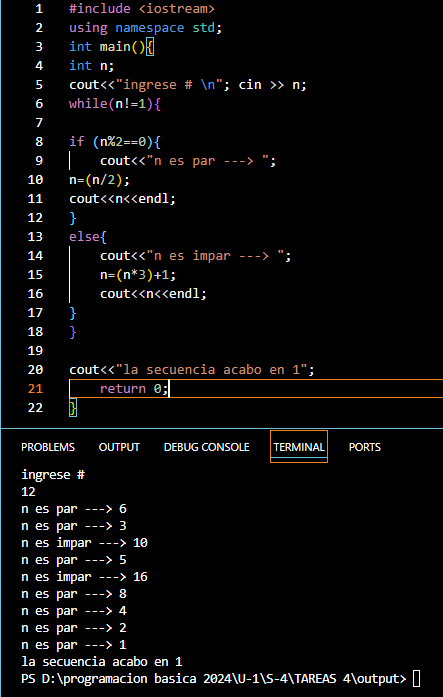 1 #include <iostream>
2 using namespace std;
3 int main(){
4 int n;
5 cout<<"ingrese # \n"; cin >> n;
6 while(n!=1){
7
8 if (n%2==0){
9 cout<<"n es par ---> ";
10 n=(n/2);
11 cout<<n<<endl;
12 }
13 else{
14 cout<<"n es impar ---> ";
15 n=(n*3)+1;
16 cout<<n<<endl;
17 }
18 }
19
20 cout<<"la secuencia acabo en 1";
21 return 0;
22 }
PROBLEMS OUTPUT DEBUG CONSOLE TERMINAL PORTS
ingrese #
12
n es par ---> 6
n es par ---> 3
n es impar ---> 10
n es par ---> 5
n es impar ---> 16
n es par ---> 8
n es par ---> 4
n es par ---> 2
n es par ---> 1
la secuencia acabo en 1
PS D:\programacion basica 2024\U-1\S-4\TAREAS 4\output>